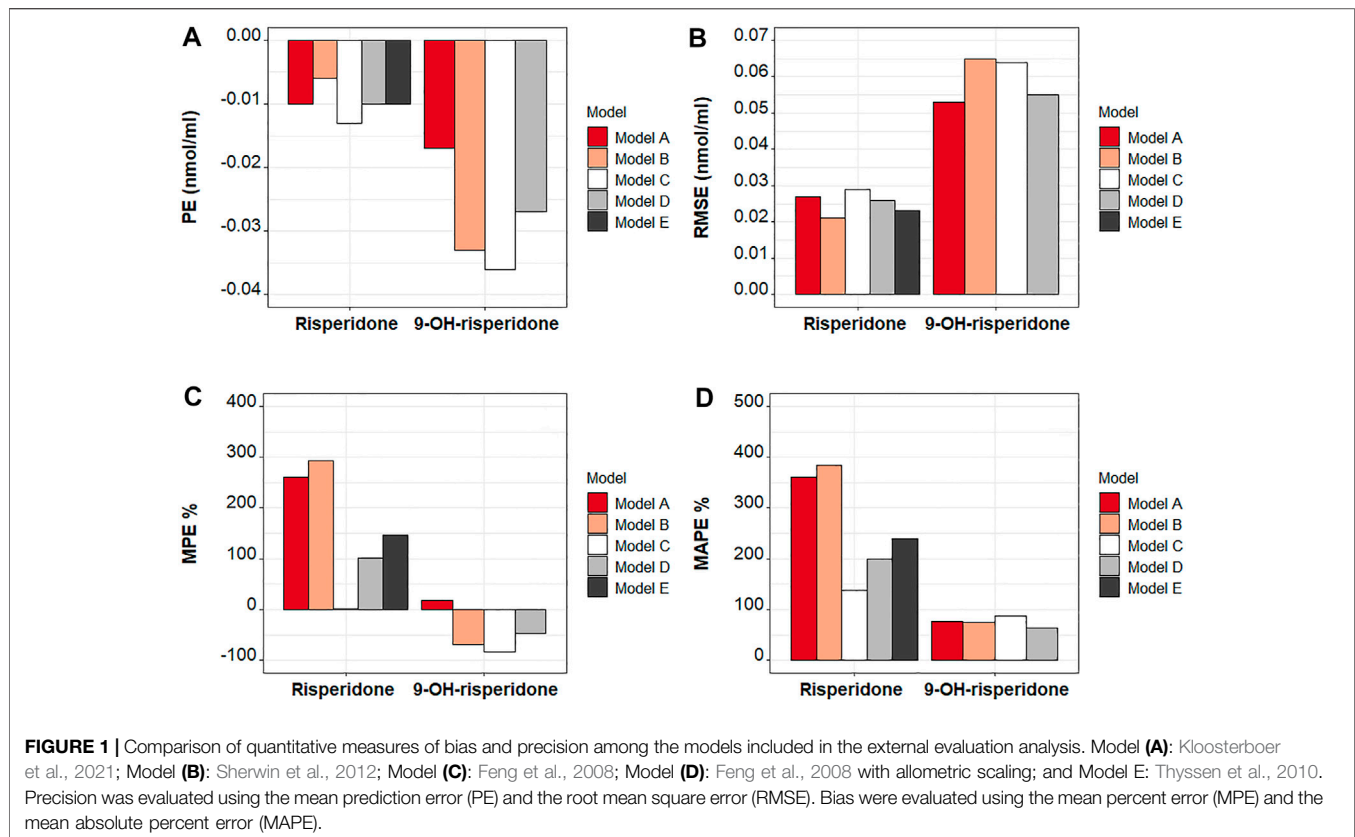 A
0.00
-0.01
-0.02
-0.03
-0.04
PE (nmol/ml)
Risperidone 9-OH-risperidone
Model
Model A
Model B
Model C
Model D
Model E
B
0.07
0.06
0.05
0.04
0.03
0.02
0.01
0.00
RMSE (nmol/ml)
Risperidone 9-OH-risperidone
Model
Model A
Model B
Model C
Model D
Model E
C
400
300
200
100
0
-100
MPE %
Risperidone 9-OH-risperidone
Model
Model A
Model B
Model C
Model D
Model E
D
500
400
300
200
100
0
MAPE %
Risperidone 9-OH-risperidone
Model
Model A
Model B
Model C
Model D
Model E
FIGURE 1 | Comparison of quantitative measures of bias and precision among the models included in the external evaluation analysis. Model (A): Kloosterboer
et al., 2021; Model (B): Sherwin et al., 2012; Model (C): Feng et al., 2008; Model (D): Feng et al., 2008 with allometric scaling; and Model E: Thyssen et al., 2010.
Precision was evaluated using the mean prediction error (PE) and the root mean square error (RMSE). Bias were evaluated using the mean percent error (MPE) and the
mean absolute percent error (MAPE).